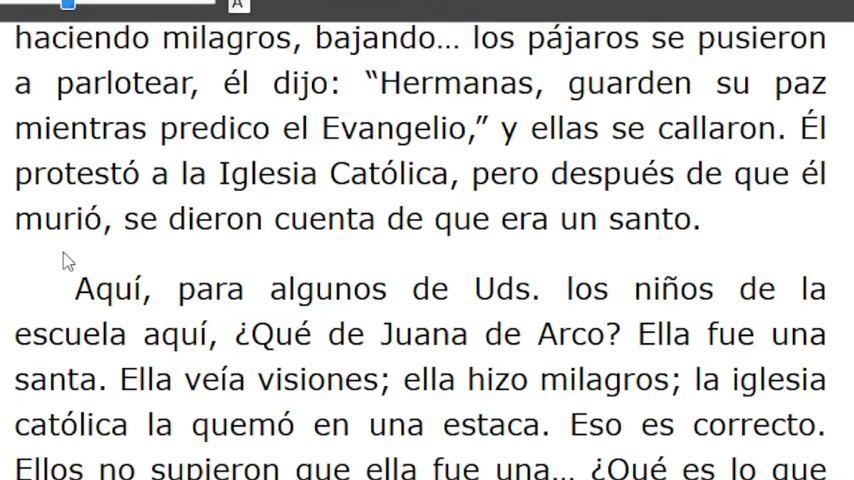 A
haciendo milagros, bajando... los pájaros se pusieron
a parlotear, él dijo: “Hermanas, guarden su paz
mientras predico el Evangelio,” y ellas se callaron. Él
protestó a la Iglesia Católica, pero después de que él
murió, se dieron cuenta de que era un santo.
Aquí, para algunos de Uds. los niños de la
escuela aquí, ¿Qué de Juana de Arco? Ella fue una
santa. Ella veía visiones; ella hizo milagros; la iglesia
católica la quemó en una estaca. Eso es correcto.
Ellos no supieron que ella fue una... ¿Qué es lo que